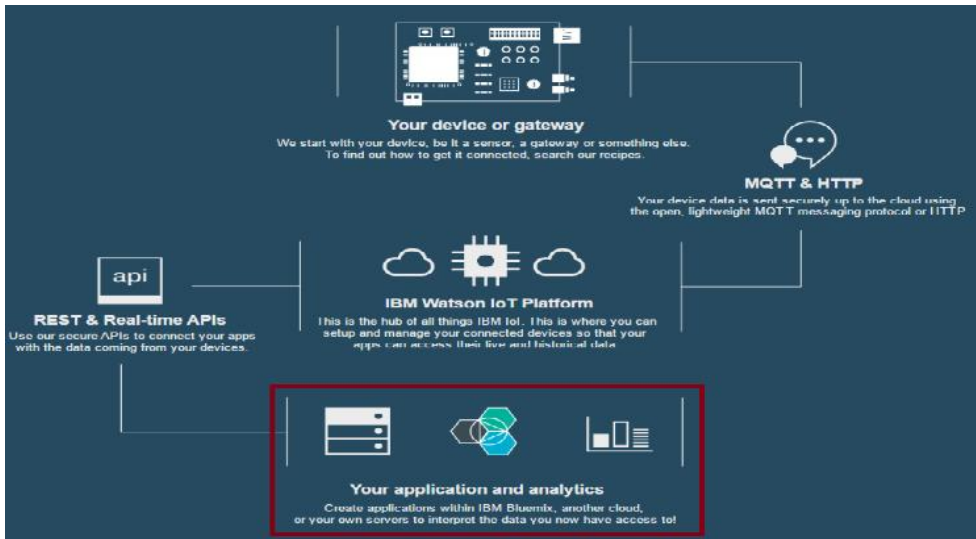 Your device or gateway
We start with your device, be it a sensor, a gateway or something else.
To find out how to get it connected, search our recipes.
MQTT & HTTP
Your device data is sent securely up to the cloud using
the open, lightweight MQTT messaging protocol or HTTP
api
REST & Real-time APIs
Use our secure APIs to connect your apps
with the data coming from your devices.
IBM Watson IoT Platform
This is the hub of all things IBM IoT. This is where you can
setup and manage your connected devices so that your
apps can access their live and historical data
Your application and analytics
Create applications within IBM Bluemix, another cloud,
or your own servers to interpret the data you now have access to!